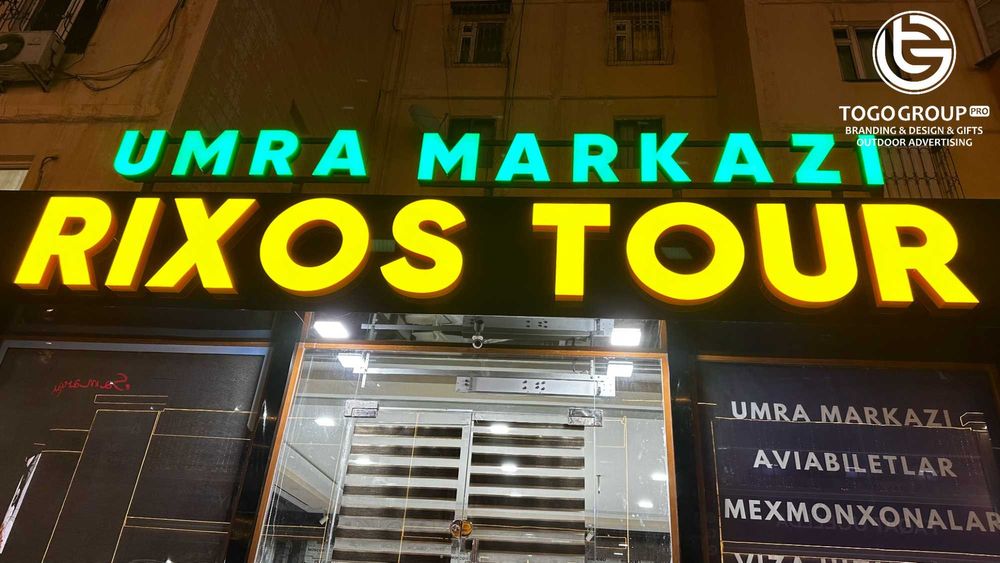 TOGO GROUP PRO
BRANDING & DESIGN & GIFTS
OUTDOOR ADVERTISING
UMRA MARKAZI
RIXOS TOUR
UMRA MARKAZI
AVIABILETLAR
MEXMONXONALAR